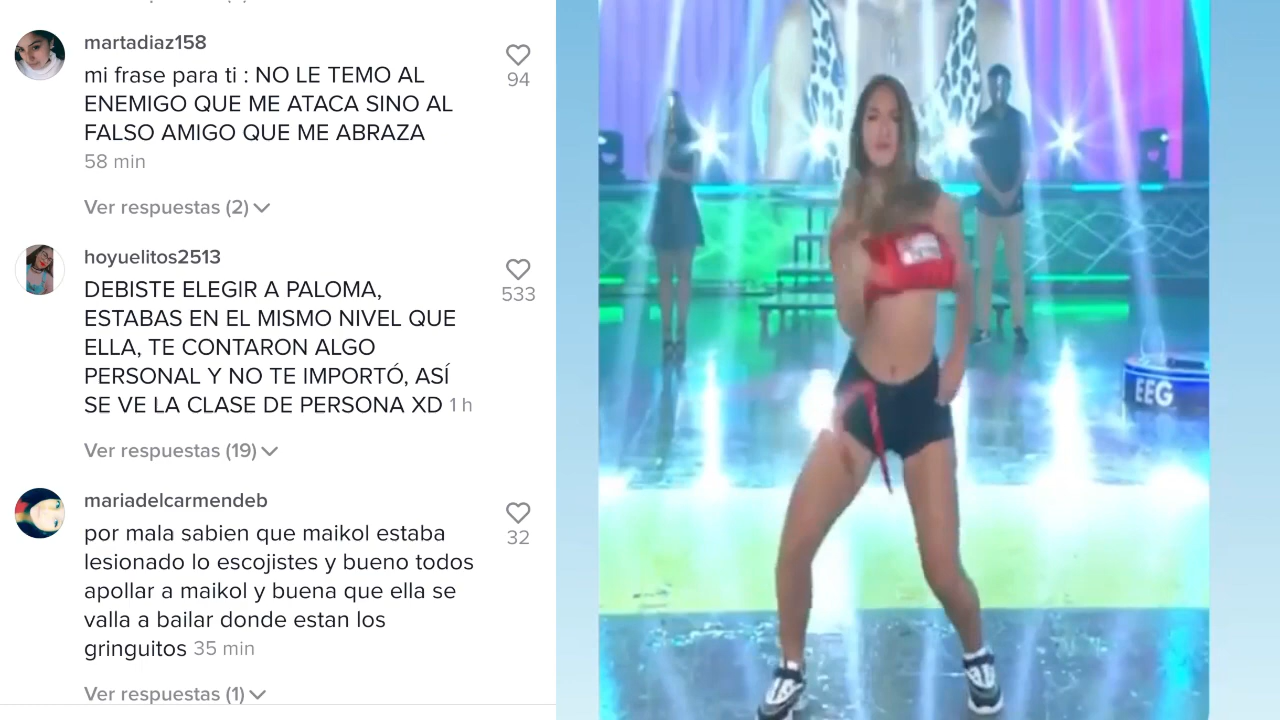 martadiaz158
mi frase para ti : NO LE TEMO AL
ENEMIGO QUE ME ATACA SINO AL
FALSO AMIGO QUE ME ABRAZA
94
58 min
Ver respuestas (2)
hoyuelitos2513
DEBISTE ELEGIR A PALOMA,
ESTABAS EN EL MISMO NIVEL QUE
ELLA, TE CONTARON ALGO
PERSONAL Y NO TE IMPORTÓ, ASÍ
SE VE LA CLASE DE PERSONA XD 1 h
533
Ver respuestas (19)
mariadelcarmendeb
por mala sabien que maikol estaba
lesionado lo escojistes y bueno todos
apollar a maikol y buena que ella se
valla a bailar donde estan los
gringuitos 35 min
32
Ver respuestas (1)
EEG